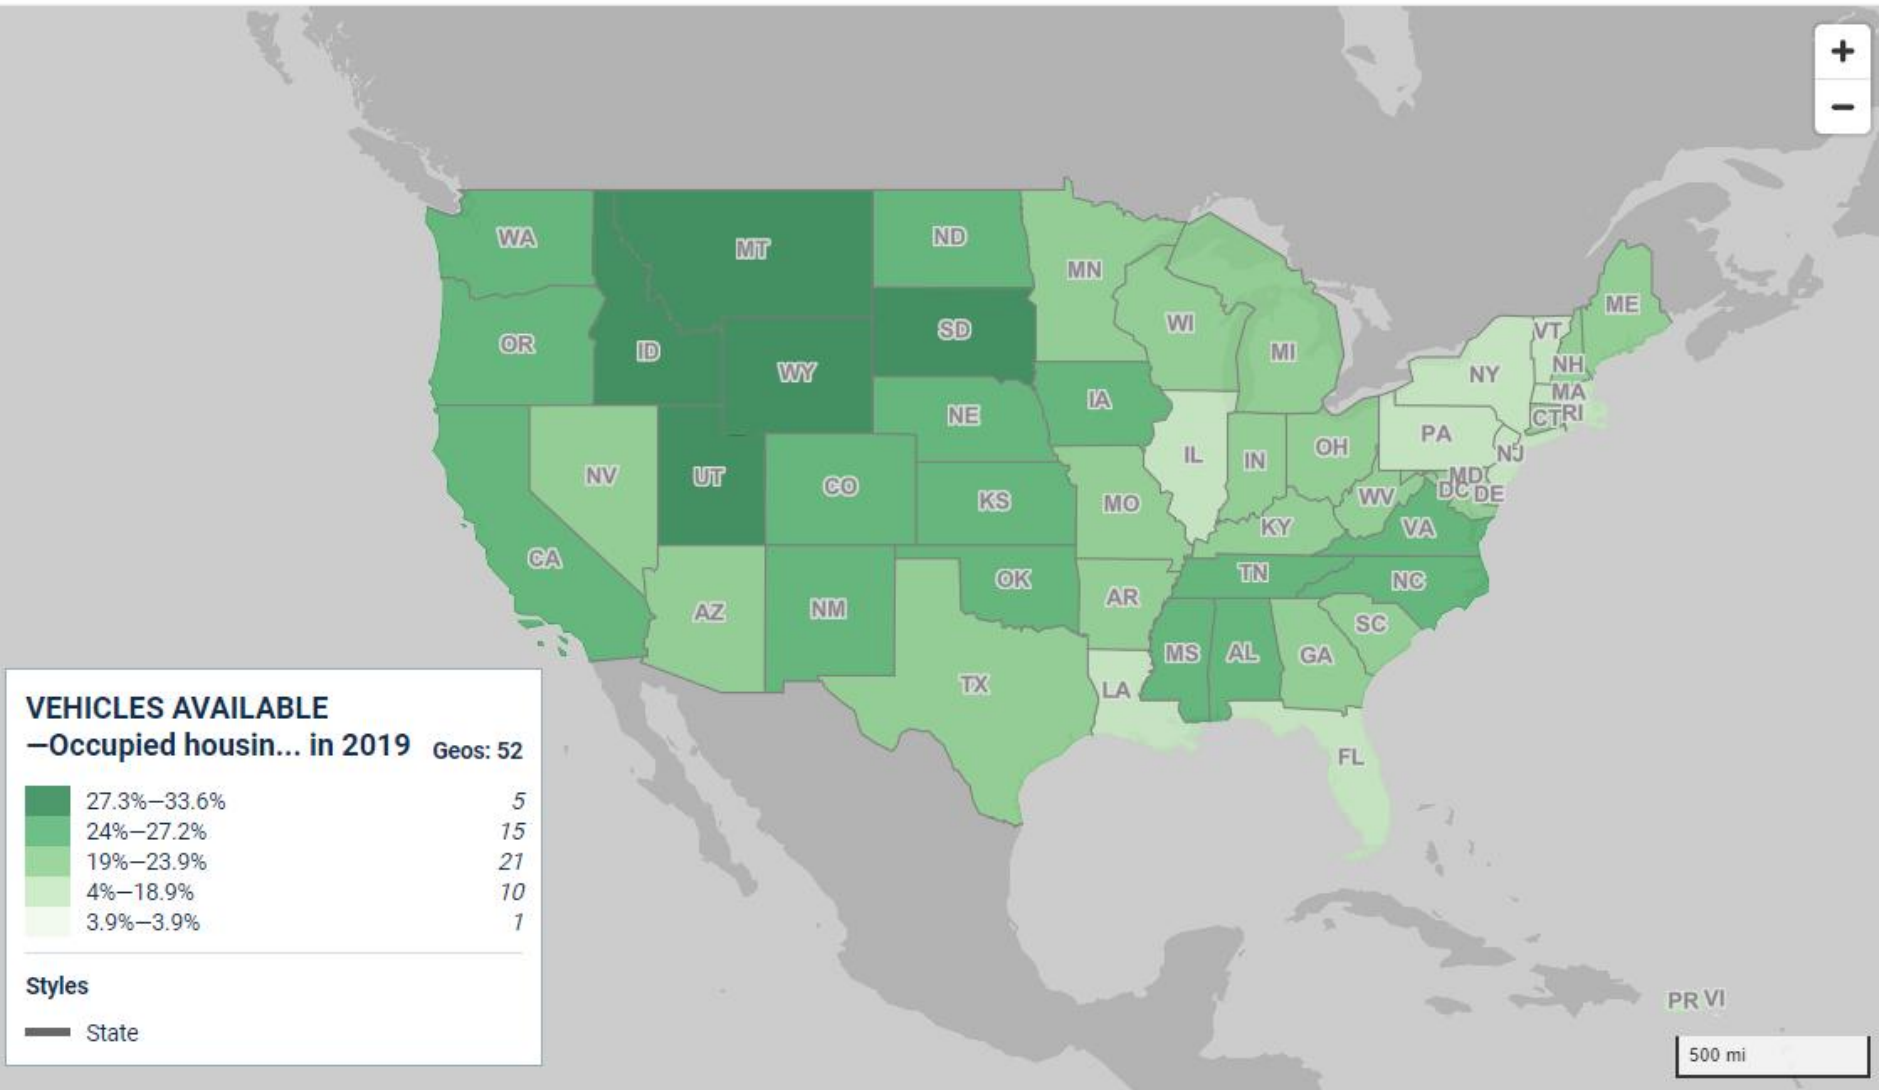 +
−
WA
MT
ND
MN
OR
ID
SD
WI
MI
ME
VT
NH
NY
MA
WY
NE
IA
CT RI
PA
NJ
NV
UT
CO
KS
MO
IL
IN
OH
MD
DC DE
WV
VA
KY
CA
AZ
NM
OK
AR
TN
NC
SC
TX
LA
MS
AL
GA
FL
VEHICLES AVAILABLE
—Occupied housin... in 2019 Geos: 52
27.3%—33.6% 5
24%—27.2% 15
19%—23.9% 21
4%—18.9% 10
3.9%—3.9% 1
Styles
State
PR VI
500 mi